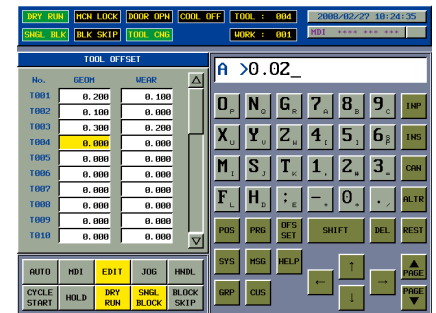 DRY RUN MCN LOCK DOOR OPN COOL OFF TOOL : 004 2008/02/27 10:24:35
SNGL BLK BLK SKIP TOOL CNG WORK : 001 MDI **** *** ***
TOOL OFFSET
No. GEOM WEAR
T001 0.200 0.100
T002 0.100 0.000
T003 0.300 0.200
T004 0.000 0.000
T005 0.000 0.000
T006 0.000 0.000
T007 0.000 0.000
T008 0.000 0.000
T009 0.000 0.000
T010 0.000 0.000
AUTO MDI EDIT JOG HNDL
CYCLE START HOLD DRY RUN SNGL BLOCK BLOCK SKIP
A >0.02_
O P N Q G R 7 A 8 B 9 C INP
X U Y V Z W 4 [ 5 ] 6 INS
M I S J T K 1 , 2 # 3 = CAN
F L H D ; E - + 0 * . / ALTR
POS PRG OFS SET SHIFT DEL REST
SYS MSG HELP ↑ PAGE
GRP CUS ← ↓ → PAGE